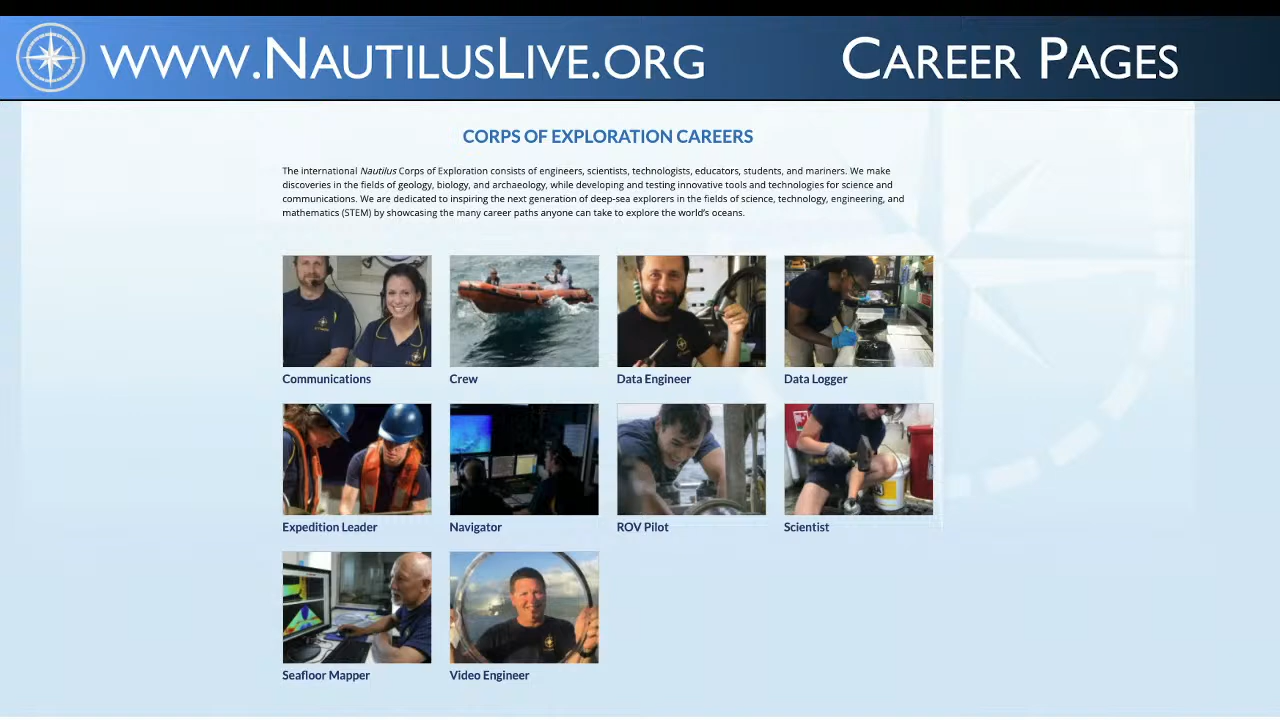 WWW.NAUTILUSLIVE.ORG CAREER PAGES
CORPS OF EXPLORATION CAREERS
The international Nautilus Corps of Exploration consists of engineers, scientists, technologists, educators, students, and mariners. We make
discoveries in the fields of geology, biology, and archaeology, while developing and testing innovative tools and technologies for science and
communications. We are dedicated to inspiring the next generation of deep-sea explorers in the fields of science, technology, engineering, and
mathematics (STEM) by showcasing the many career paths anyone can take to explore the world's oceans.
Communications Crew Data Engineer Data Logger
Expedition Leader Navigator ROV Pilot Scientist
Seafloor Mapper Video Engineer